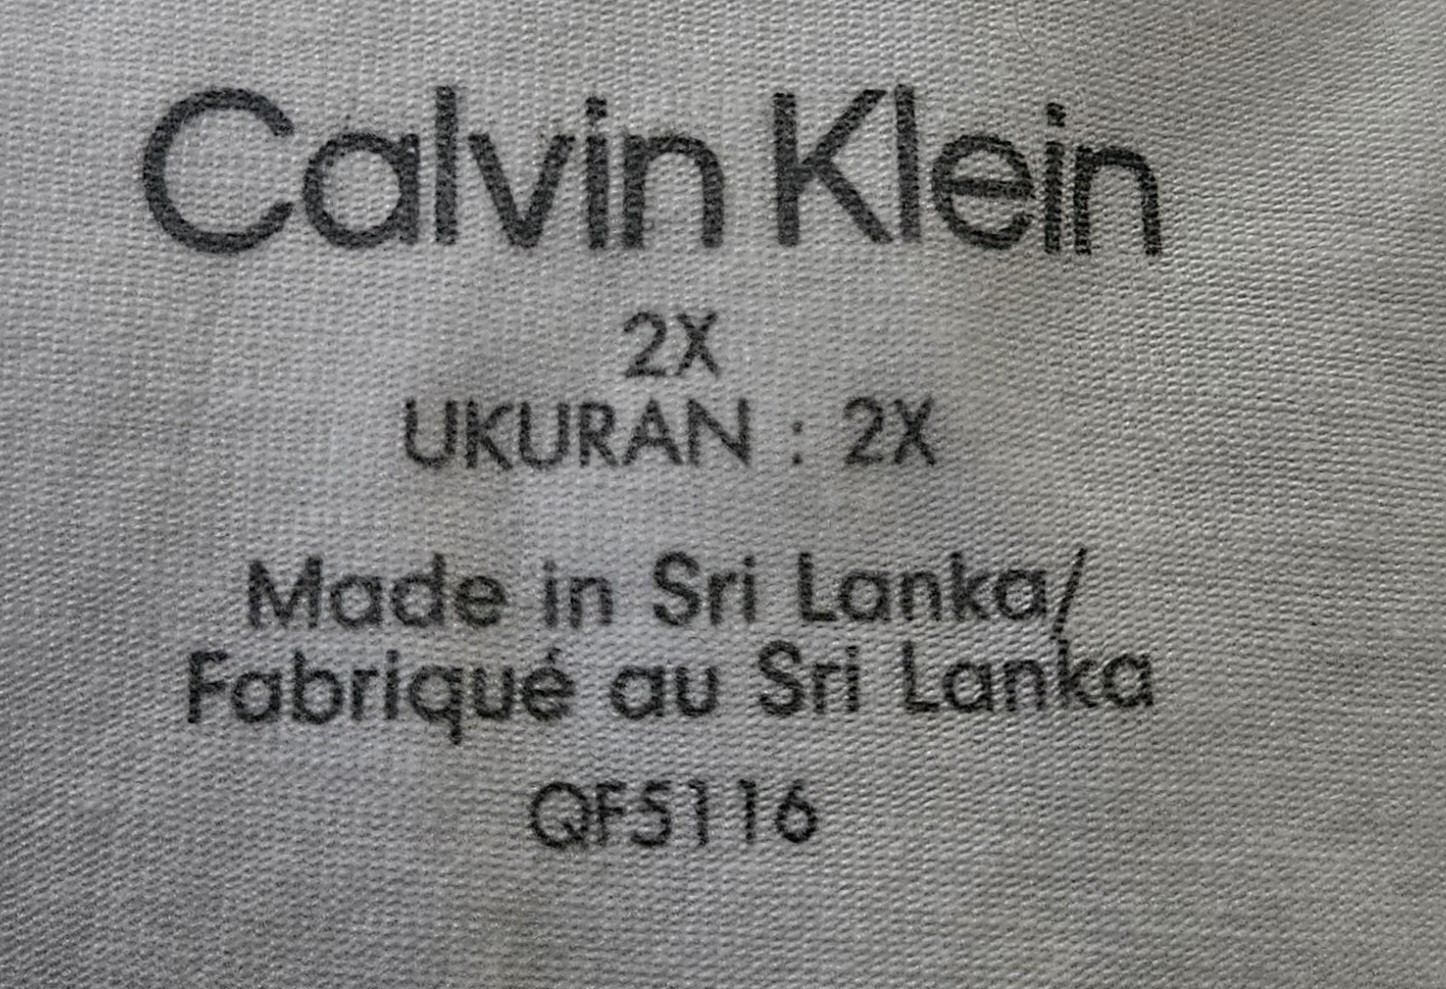 Calvin Klein
2X
UKURAN : 2X
Made in Sri Lanka/
Fabriqué au Sri Lanka
QF5116